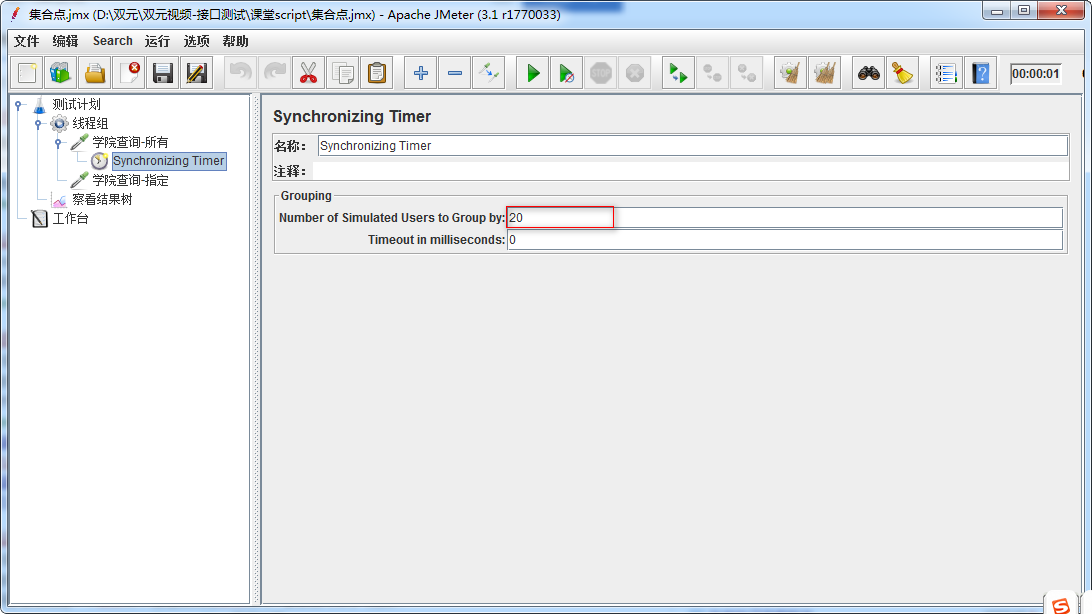 集合点.jmx (D:\双元\双元视频-接口测试\课堂script\集合点.jmx) - Apache JMeter (3.1 r1770033)
文件 编辑 Search 运行 选项 帮助
STOP
00:00:01
测试计划
线程组
学院查询-所有
Synchronizing Timer
学院查询-指定
察看结果树
工作台
Synchronizing Timer
名称： Synchronizing Timer
注释：
Grouping
Number of Simulated Users to Group by: 20
Timeout in milliseconds: 0